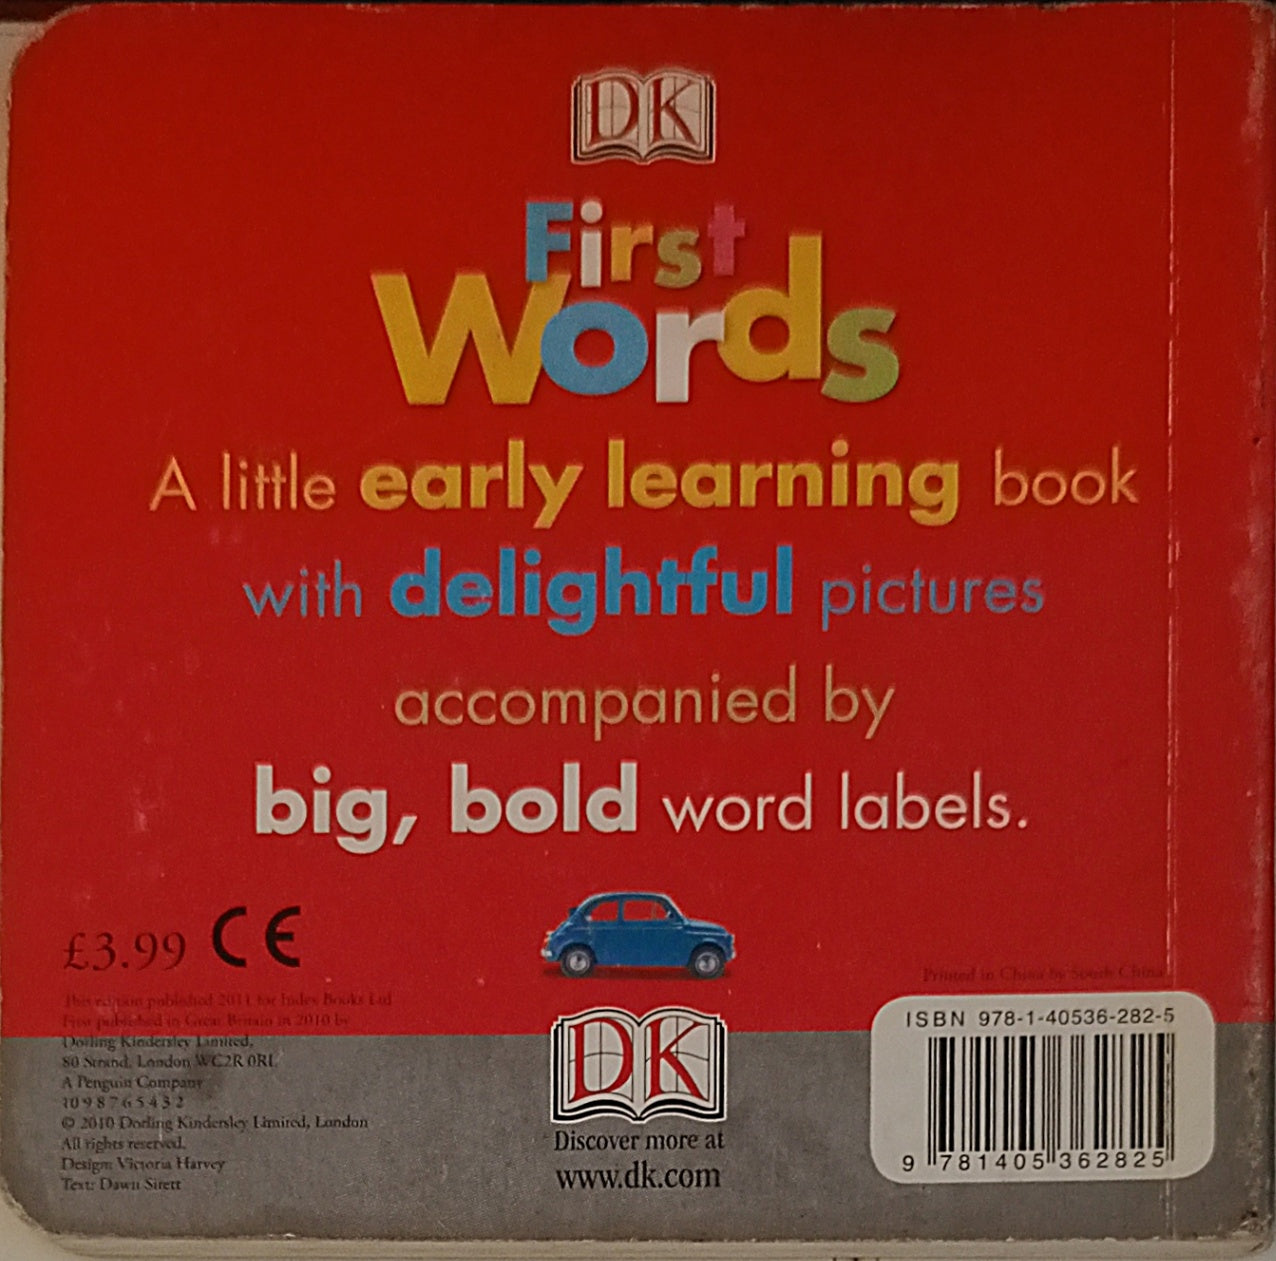 DK
First
Words
A little early learning book
with delightful pictures
accompanied by
big, bold word labels.
£3.99 CE
This edition published 2011 for Index Books Ltd
First published in Great Britain in 2010 by
Dorling Kindersley Limited,
80 Strand, London WC2R 0RL
A Penguin Company
10 9 8 7 6 5 4 3 2
© 2010 Dorling Kindersley Limited, London
All rights reserved.
Design: Victoria Harvey
Text: Dawn Sirett
DK
Discover more at
www.dk.com
Printed in China by South China
ISBN 978-1-40536-282-5
9 781405 362825